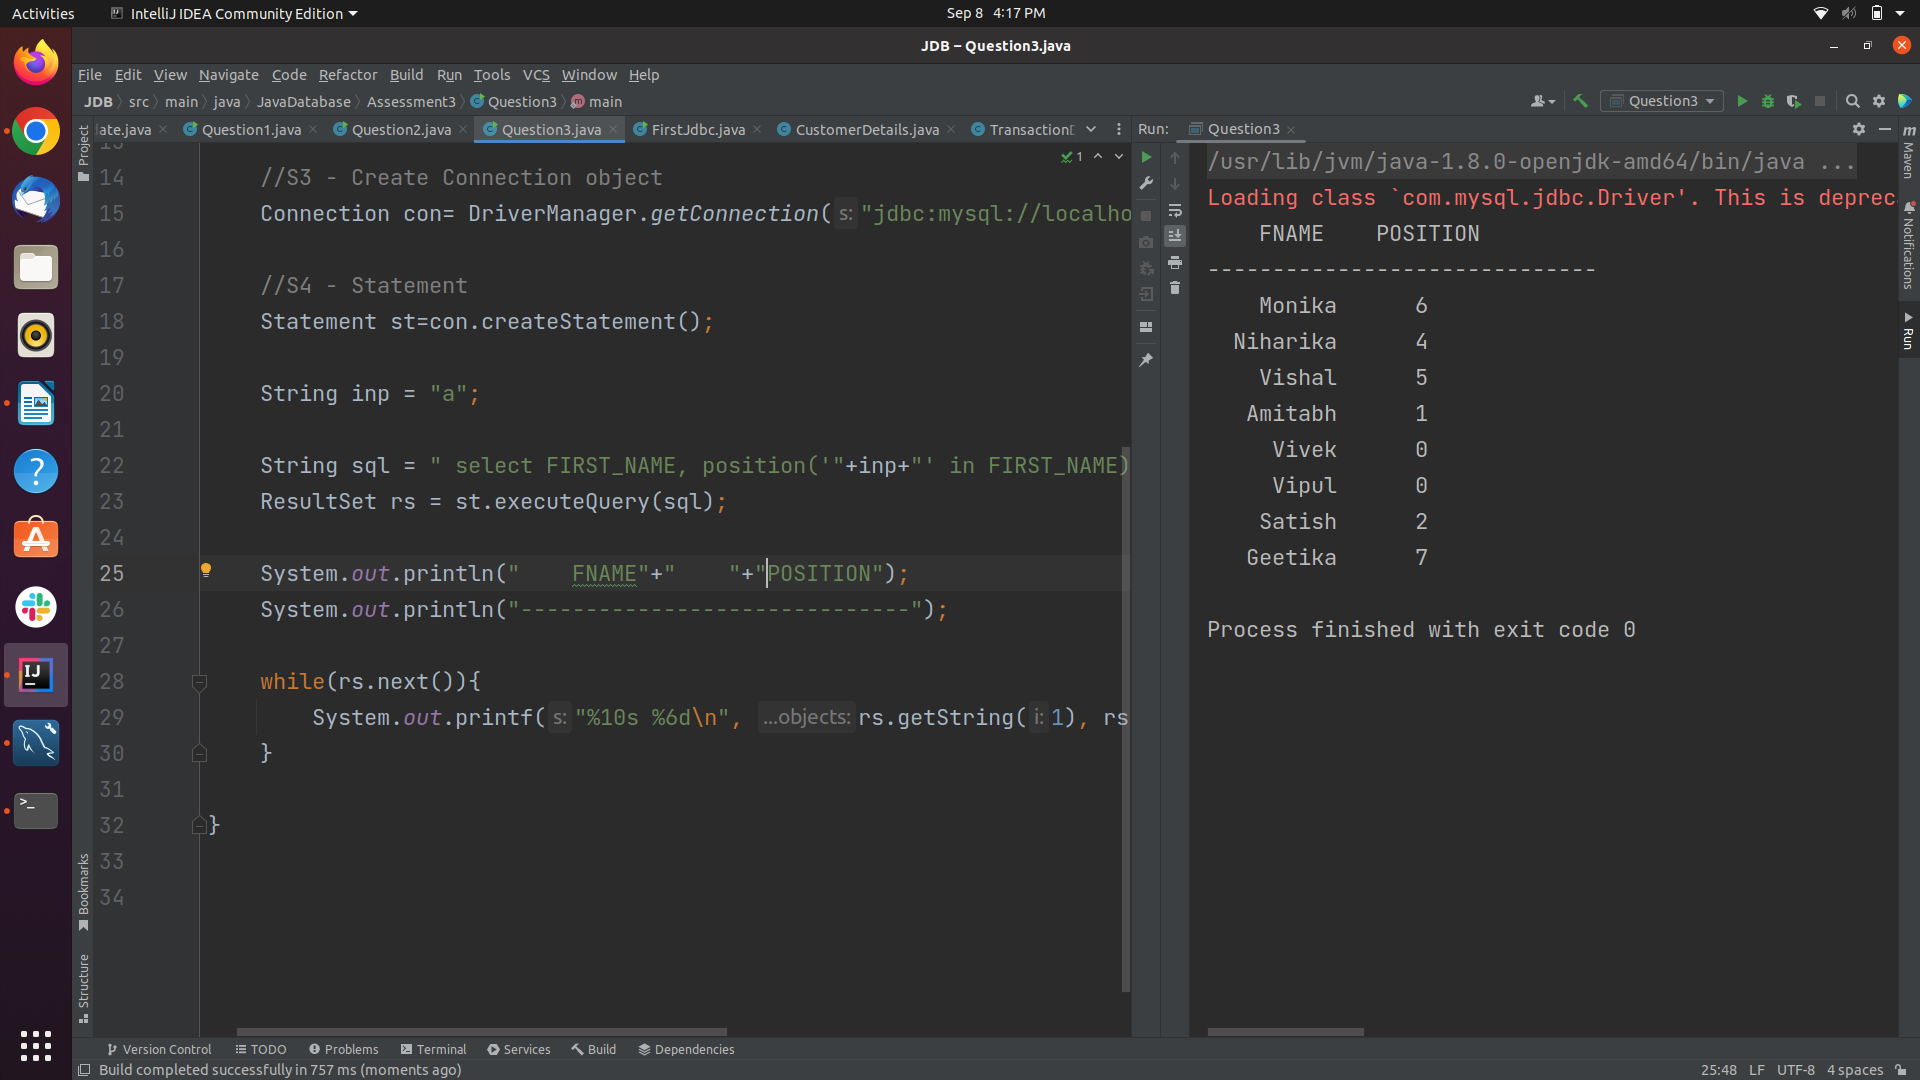 Activities
IntelliJ IDEA Community Edition
Sep 8 4:17 PM
JDB – Question3.java
File Edit View Navigate Code Refactor Build Run Tools VCS Window Help
JDB src main java JavaDatabase Assessment3 Question3 main
Question3
ate.java Question1.java Question2.java Question3.java FirstJdbc.java CustomerDetails.java Transaction
Run: Question3
Project
Bookmarks
Structure
1
14 //S3 - Create Connection object
15 Connection con= DriverManager.getConnection( s: "jdbc:mysql://localho
16
17 //S4 - Statement
18 Statement st=con.createStatement();
19
20 String inp = "a";
21
22 String sql = " select FIRST_NAME, position('"+inp+"' in FIRST_NAME)
23 ResultSet rs = st.executeQuery(sql);
24
25 System.out.println("    FNAME"+"    "+"POSITION");
26 System.out.println("------------------------------");
27
28 while(rs.next()){
29 System.out.printf( s: "%10s %6d\n", ...objects: rs.getString( i: 1), rs
30 }
31
32 }
33
34
/usr/lib/jvm/java-1.8.0-openjdk-amd64/bin/java ...
Loading class `com.mysql.jdbc.Driver'. This is deprec
FNAME    POSITION
------------------------------
Monika      6
Niharika      4
Vishal      5
Amitabh      1
Vivek      0
Vipul      0
Satish      2
Geetika      7
Process finished with exit code 0
m
Maven
Notifications
Run
Version Control TODO Problems Terminal Services Build Dependencies
Build completed successfully in 757 ms (moments ago)
25:48 LF UTF-8 4 spaces